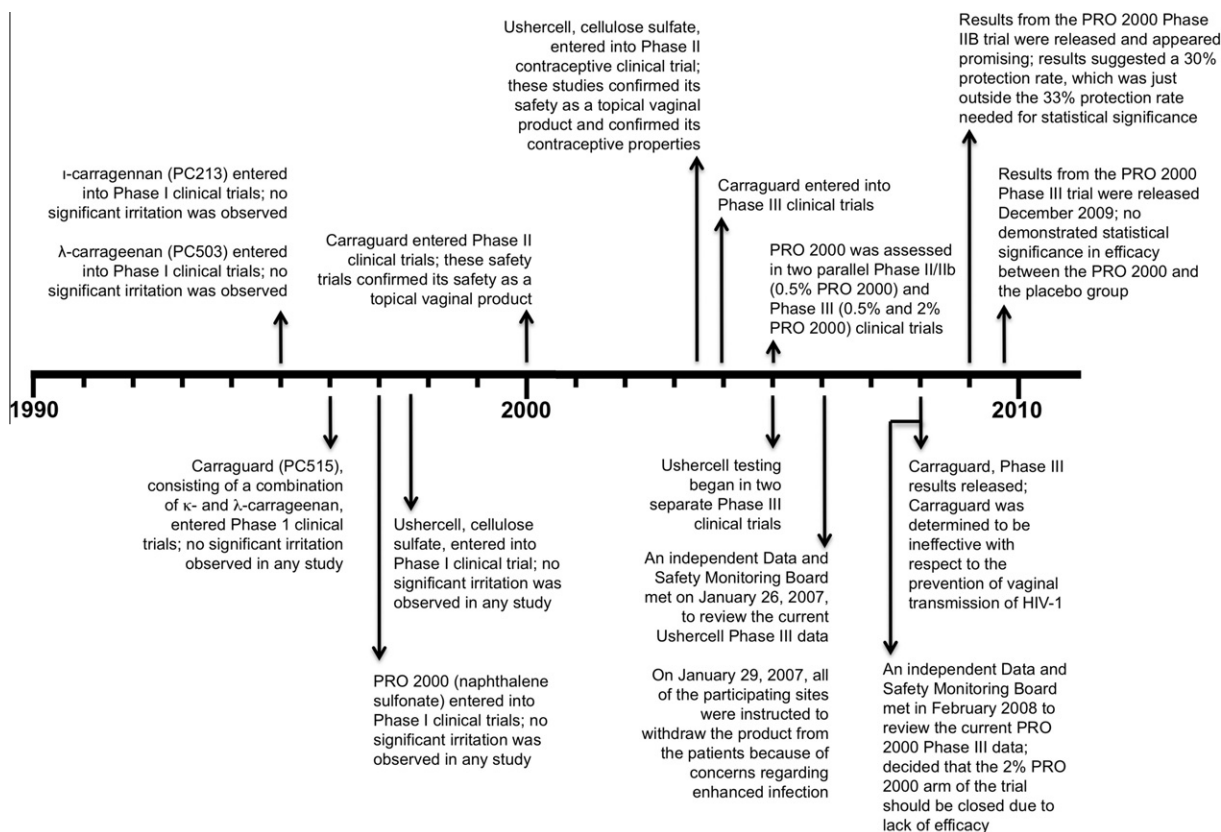 Ushercell, cellulose sulfate,
entered into Phase II
contraceptive clinical trial;
these studies confirmed its
safety as a topical vaginal
product and confirmed its
contraceptive properties
Results from the PRO 2000 Phase
IIB trial were released and appeared
promising; results suggested a 30%
protection rate, which was just
outside the 33% protection rate
needed for statistical significance
ι-carragennan (PC213) entered
into Phase I clinical trials; no
significant irritation was observed
λ-carrageenan (PC503) entered
into Phase I clinical trials; no
significant irritation was observed
Carraguard entered Phase II
clinical trials; these safety
trials confirmed its safety as a
topical vaginal product
Carraguard entered into
Phase III clinical trials
PRO 2000 was assessed
in two parallel Phase II/IIb
(0.5% PRO 2000) and
Phase III (0.5% and 2%
PRO 2000) clinical trials
Results from the PRO 2000
Phase III trial were released
December 2009; no
demonstrated statistical
significance in efficacy
between the PRO 2000 and
the placebo group
1990
2000
2010
Carraguard (PC515),
consisting of a combination
of κ- and λ-carrageenan,
entered Phase 1 clinical
trials; no significant irritation
observed in any study
Ushercell, cellulose
sulfate, entered into
Phase I clinical trial; no
significant irritation was
observed in any study
PRO 2000 (naphthalene
sulfonate) entered into
Phase I clinical trials; no
significant irritation was
observed in any study
Ushercell testing
began in two
separate Phase III
clinical trials
An independent Data and
Safety Monitoring Board
met on January 26, 2007,
to review the current
Ushercell Phase III data
On January 29, 2007, all
of the participating sites
were instructed to
withdraw the product from
the patients because of
concerns regarding
enhanced infection
Carraguard, Phase III
results released;
Carraguard was
determined to be
ineffective with
respect to the
prevention of vaginal
transmission of HIV-1
An independent Data and
Safety Monitoring Board
met in February 2008 to
review the current PRO
2000 Phase III data;
decided that the 2% PRO
2000 arm of the trial
should be closed due to
lack of efficacy